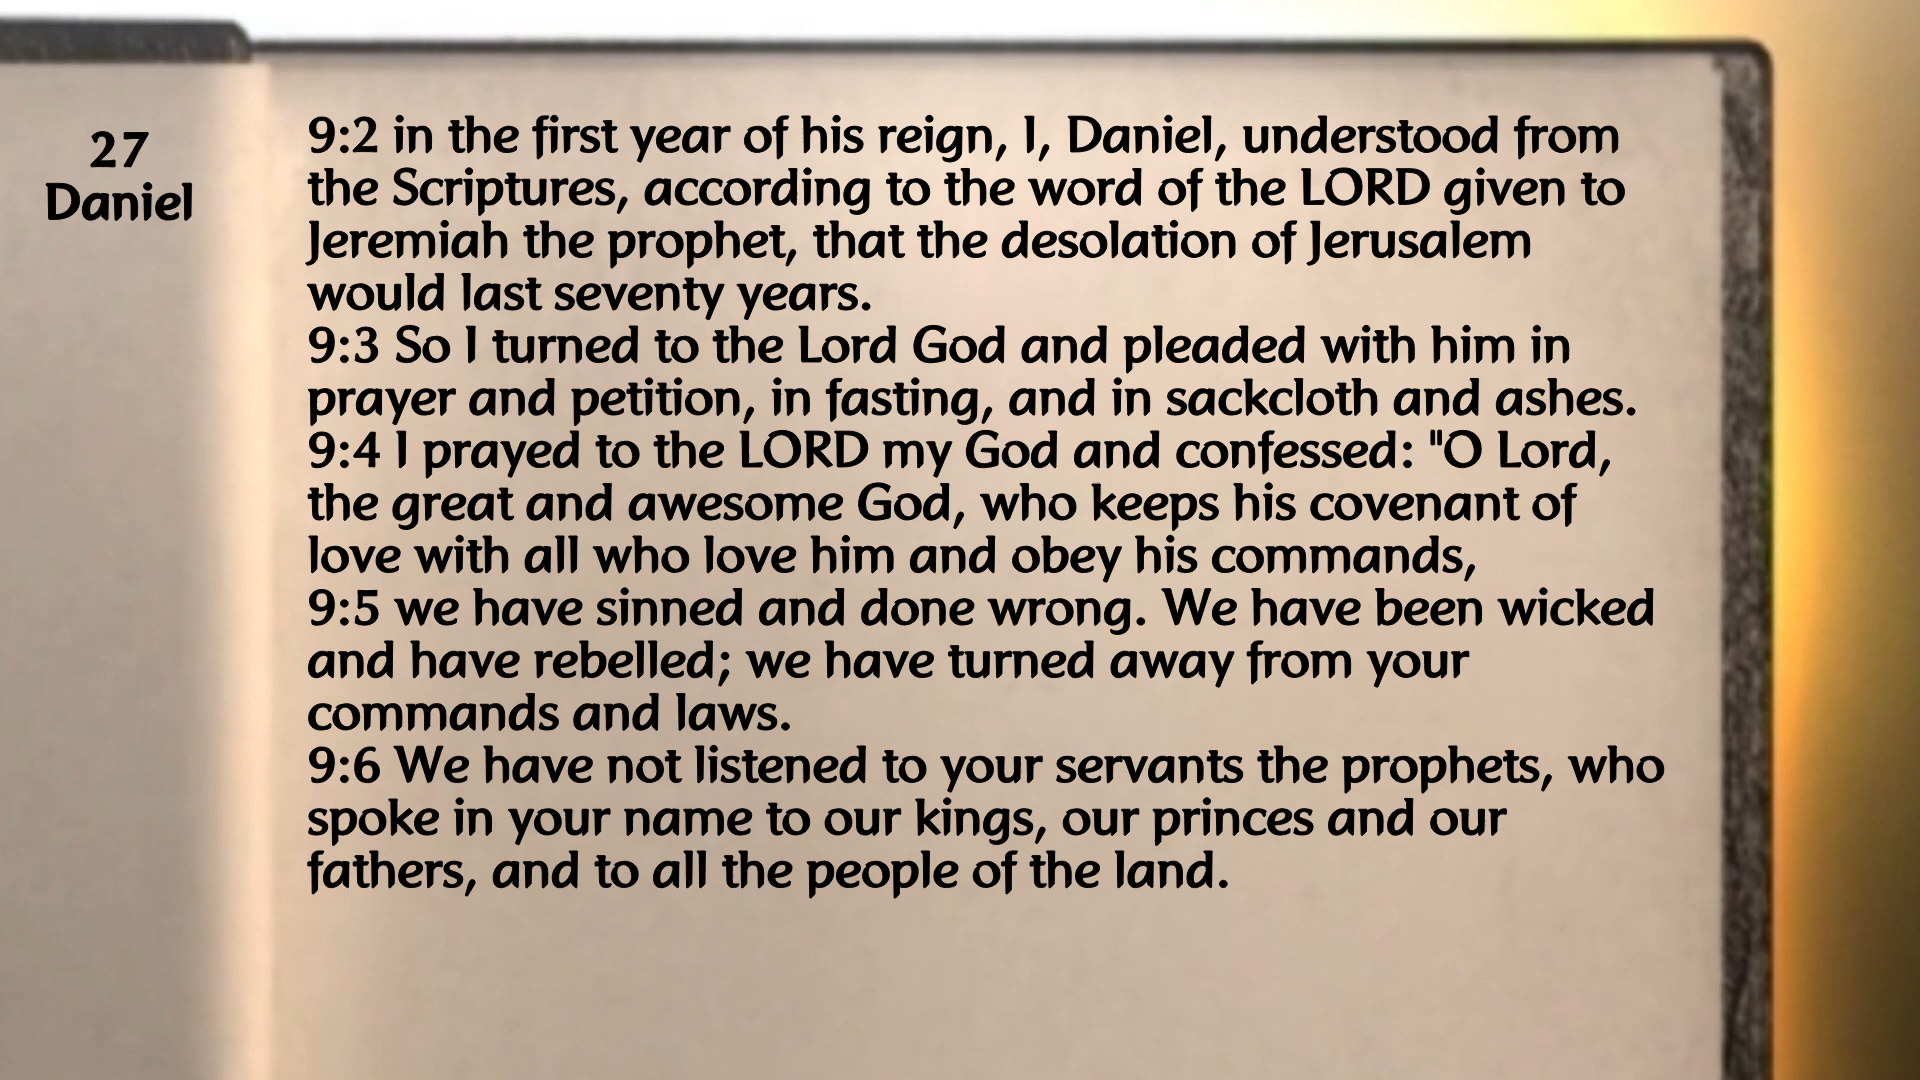 27
Daniel
9:2 in the first year of his reign, I, Daniel, understood from
the Scriptures, according to the word of the LORD given to
Jeremiah the prophet, that the desolation of Jerusalem
would last seventy years.
9:3 So I turned to the Lord God and pleaded with him in
prayer and petition, in fasting, and in sackcloth and ashes.
9:4 I prayed to the LORD my God and confessed: "O Lord,
the great and awesome God, who keeps his covenant of
love with all who love him and obey his commands,
9:5 we have sinned and done wrong. We have been wicked
and have rebelled; we have turned away from your
commands and laws.
9:6 We have not listened to your servants the prophets, who
spoke in your name to our kings, our princes and our
fathers, and to all the people of the land.